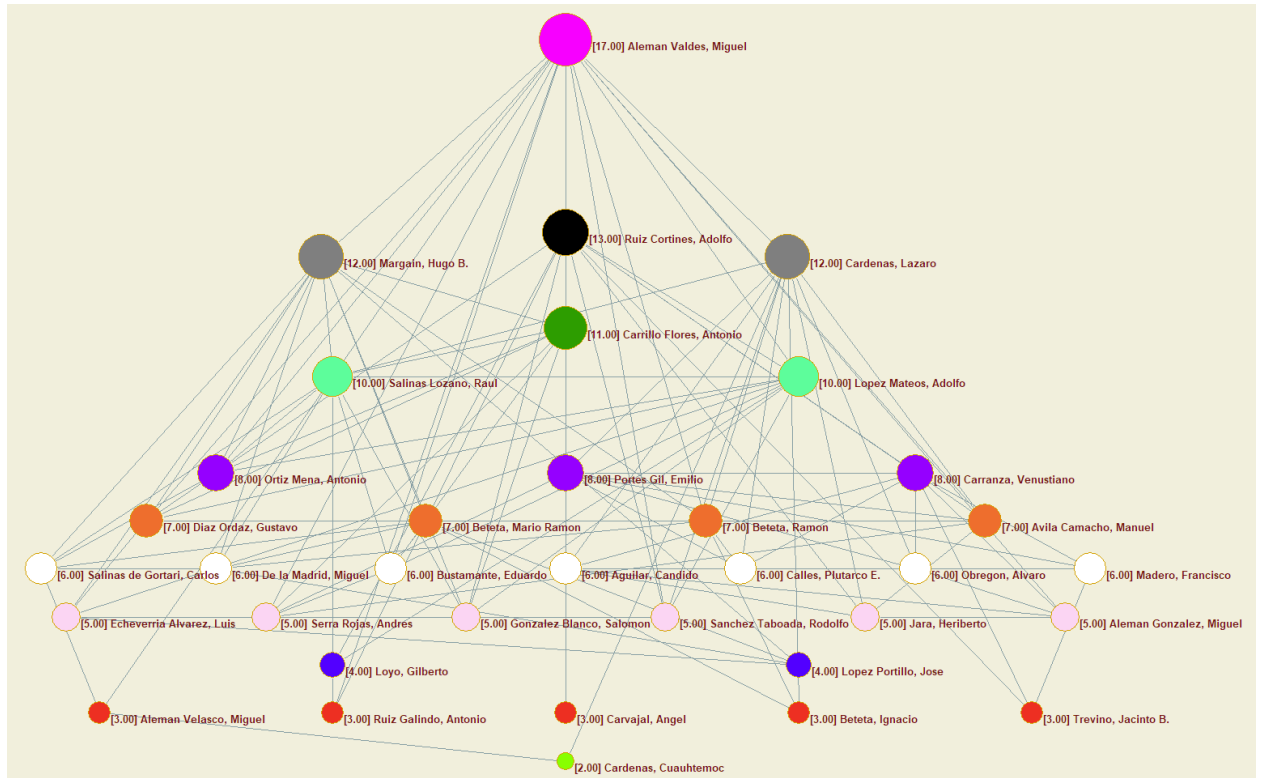 [17.00] Aleman Valdes, Miguel
[13.00] Ruiz Cortines, Adolfo
[12.00] Margain, Hugo B.
[12.00] Cardenas, Lazaro
[11.00] Carrillo Flores, Antonio
[10.00] Salinas Lozano, Raul
[10.00] Lopez Mateos, Adolfo
[8.00] Ortiz Mena, Antonio
[8.00] Portes Gil, Emilio
[8.00] Carranza, Venustiano
[7.00] Diaz Ordaz, Gustavo
[7.00] Beteta, Mario Ramon
[7.00] Beteta, Ramon
[7.00] Avila Camacho, Manuel
[6.00] Salinas de Gortari, Carlos
[6.00] De la Madrid, Miguel
[6.00] Bustamante, Eduardo
[6.00] Aguilar, Candido
[6.00] Calles, Plutarco E.
[6.00] Obregon, Alvaro
[6.00] Madero, Francisco
[5.00] Echeverria Alvarez, Luis
[5.00] Serra Rojas, Andres
[5.00] Gonzalez Blanco, Salomon
[5.00] Sanchez Taboada, Rodolfo
[5.00] Jara, Heriberto
[5.00] Aleman Gonzalez, Miguel
[4.00] Loyo, Gilberto
[4.00] Lopez Portillo, Jose
[3.00] Aleman Velasco, Miguel
[3.00] Ruiz Galindo, Antonio
[3.00] Carvajal, Angel
[3.00] Beteta, Ignacio
[3.00] Trevino, Jacinto B.
[2.00] Cardenas, Cuauhtemoc